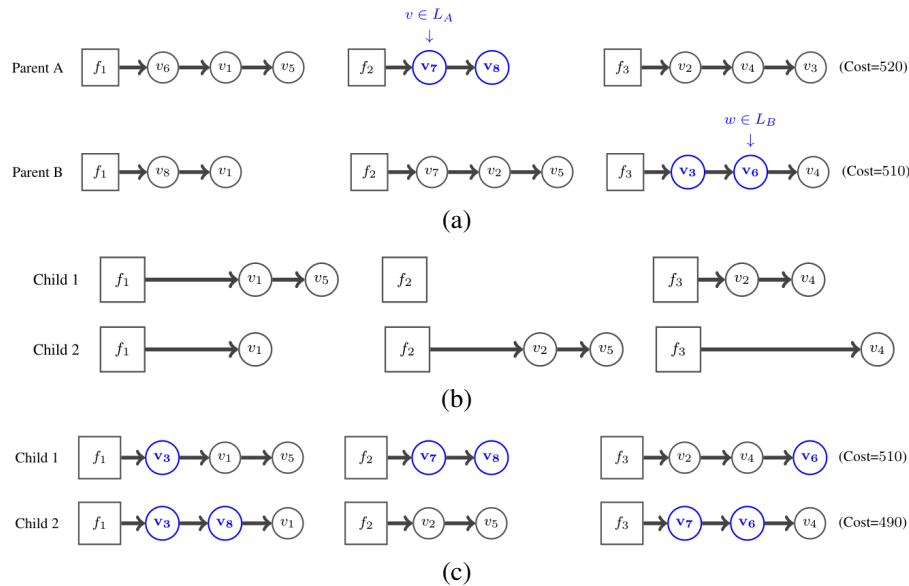 v ∈ L_A
↓
Parent A f₁ v₆ v₁ v₅ f₂ v₇ v₈ f₃ v₂ v₄ v₃ (Cost=520)
w ∈ L_B
↓
Parent B f₁ v₈ v₁ f₂ v₇ v₂ v₅ f₃ v₃ v₆ v₄ (Cost=510)
(a)
Child 1 f₁ v₁ v₅ f₂ f₃ v₂ v₄
Child 2 f₁ v₁ f₂ v₂ v₅ f₃ v₄
(b)
Child 1 f₁ v₃ v₁ v₅ f₂ v₇ v₈ f₃ v₂ v₄ v₆ (Cost=510)
Child 2 f₁ v₃ v₈ v₁ f₂ v₂ v₅ f₃ v₇ v₆ v₄ (Cost=490)
(c)